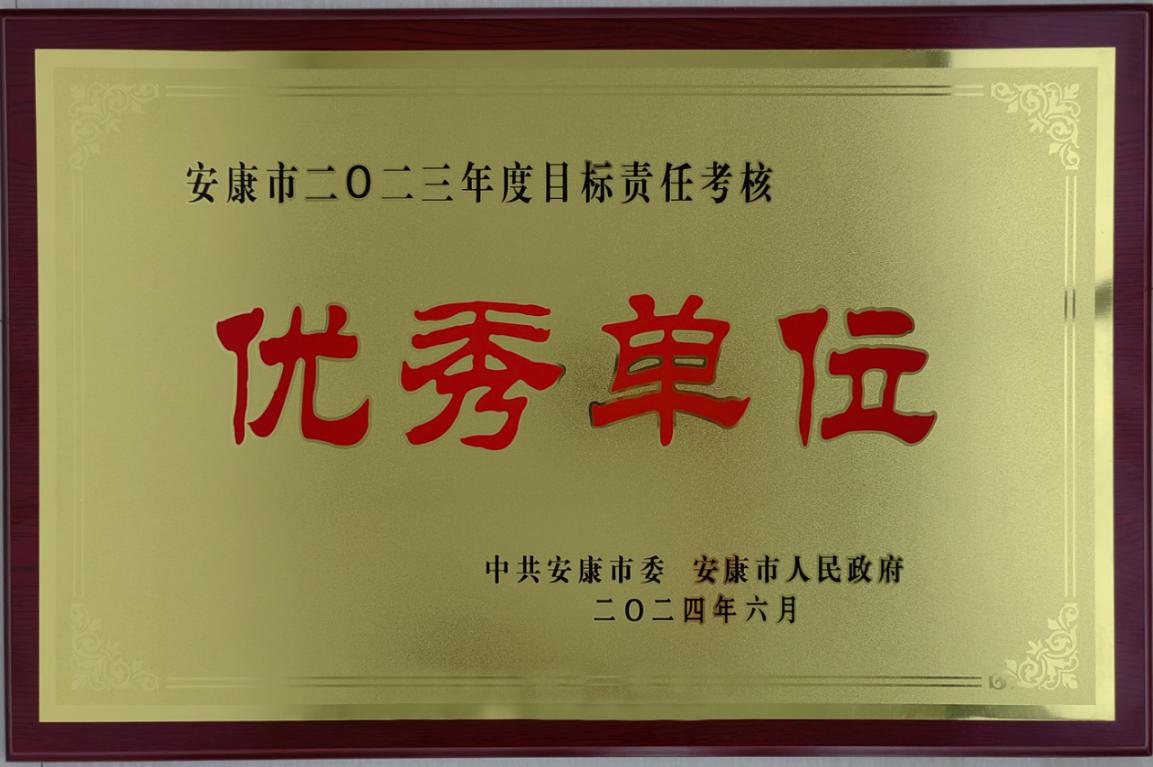 安康市二〇二三年度目标责任考核
优秀单位
中共安康市委 安康市人民政府
二〇二四年六月